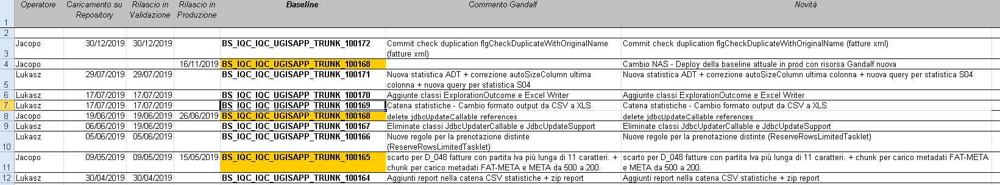 Operatore Caricamento su Repository Rilascio in Validazione Rilascio in Produzione Baseline Commento Gandalf Novità
1
2
3 Jacopo 30/12/2019 30/12/2019 BS_IQC_IQC_UGISAPP_TRUNK_100172 Commit check duplication flgCheckDuplicateWithOriginalName (fatture xml) Commit check duplication flgCheckDuplicateWithOriginalName (fatture xml)
4 Jacopo 16/11/2019 BS_IQC_IQC_UGISAPP_TRUNK_100168 Cambio NAS - Deploy della baseline attuale in prod con risorsa Gandalf nuova
5 Lukasz 29/07/2019 29/07/2019 BS_IQC_IQC_UGISAPP_TRUNK_100171 Nuova statistica ADT + correzione autoSizeColumn ultima colonna + nuova query per statistica S04 Nuova statistica ADT + correzione autoSizeColumn ultima colonna + nuova query per statistica S04
6 Lukasz 17/07/2019 17/07/2019 BS_IQC_IQC_UGISAPP_TRUNK_100170 Aggiunte classi ExplorationOutcome e Excel Writer Aggiunte classi ExplorationOutcome e Excel Writer
7 Lukasz 17/07/2019 17/07/2019 BS_IQC_IQC_UGISAPP_TRUNK_100169 Catena statistiche - Cambio formato output da CSV a XLS Catena statistiche - Cambio formato output da CSV a XLS
8 Jacopo 19/06/2019 19/06/2019 26/06/2019 BS_IQC_IQC_UGISAPP_TRUNK_100168 delete jdbcUpdateCallable references delete jdbcUpdateCallable references
9 Lukasz 06/06/2019 19/06/2019 BS_IQC_IQC_UGISAPP_TRUNK_100167 Eliminate classi JdbcUpdaterCallable e JdbcUpdateSupport Eliminate classi JdbcUpdaterCallable e JdbcUpdateSupport
10 Lukasz 05/06/2019 05/06/2019 BS_IQC_IQC_UGISAPP_TRUNK_100166 Nuove regole per la prenotazione distinte (ReserveRowsLimitedTasklet) Nuove regole per la prenotazione distinte (ReserveRowsLimitedTasklet)
11 Jacopo 09/05/2019 09/05/2019 15/05/2019 BS_IQC_IQC_UGISAPP_TRUNK_100165 scarto per D_048 fatture con partita Iva più lunga di 11 caratteri. + chunk per carico metadati FAT-META e META da 500 a 200. scarto per D_048 fatture con partita Iva più lunga di 11 caratteri. + chunk per carico metadati FAT-META e META da 500 a 200.
12 Lukasz 30/04/2019 30/04/2019 BS_IQC_IQC_UGISAPP_TRUNK_100164 Aggiunti report nella catena CSV statistiche + zip report Aggiunti report nella catena CSV statistiche + zip report